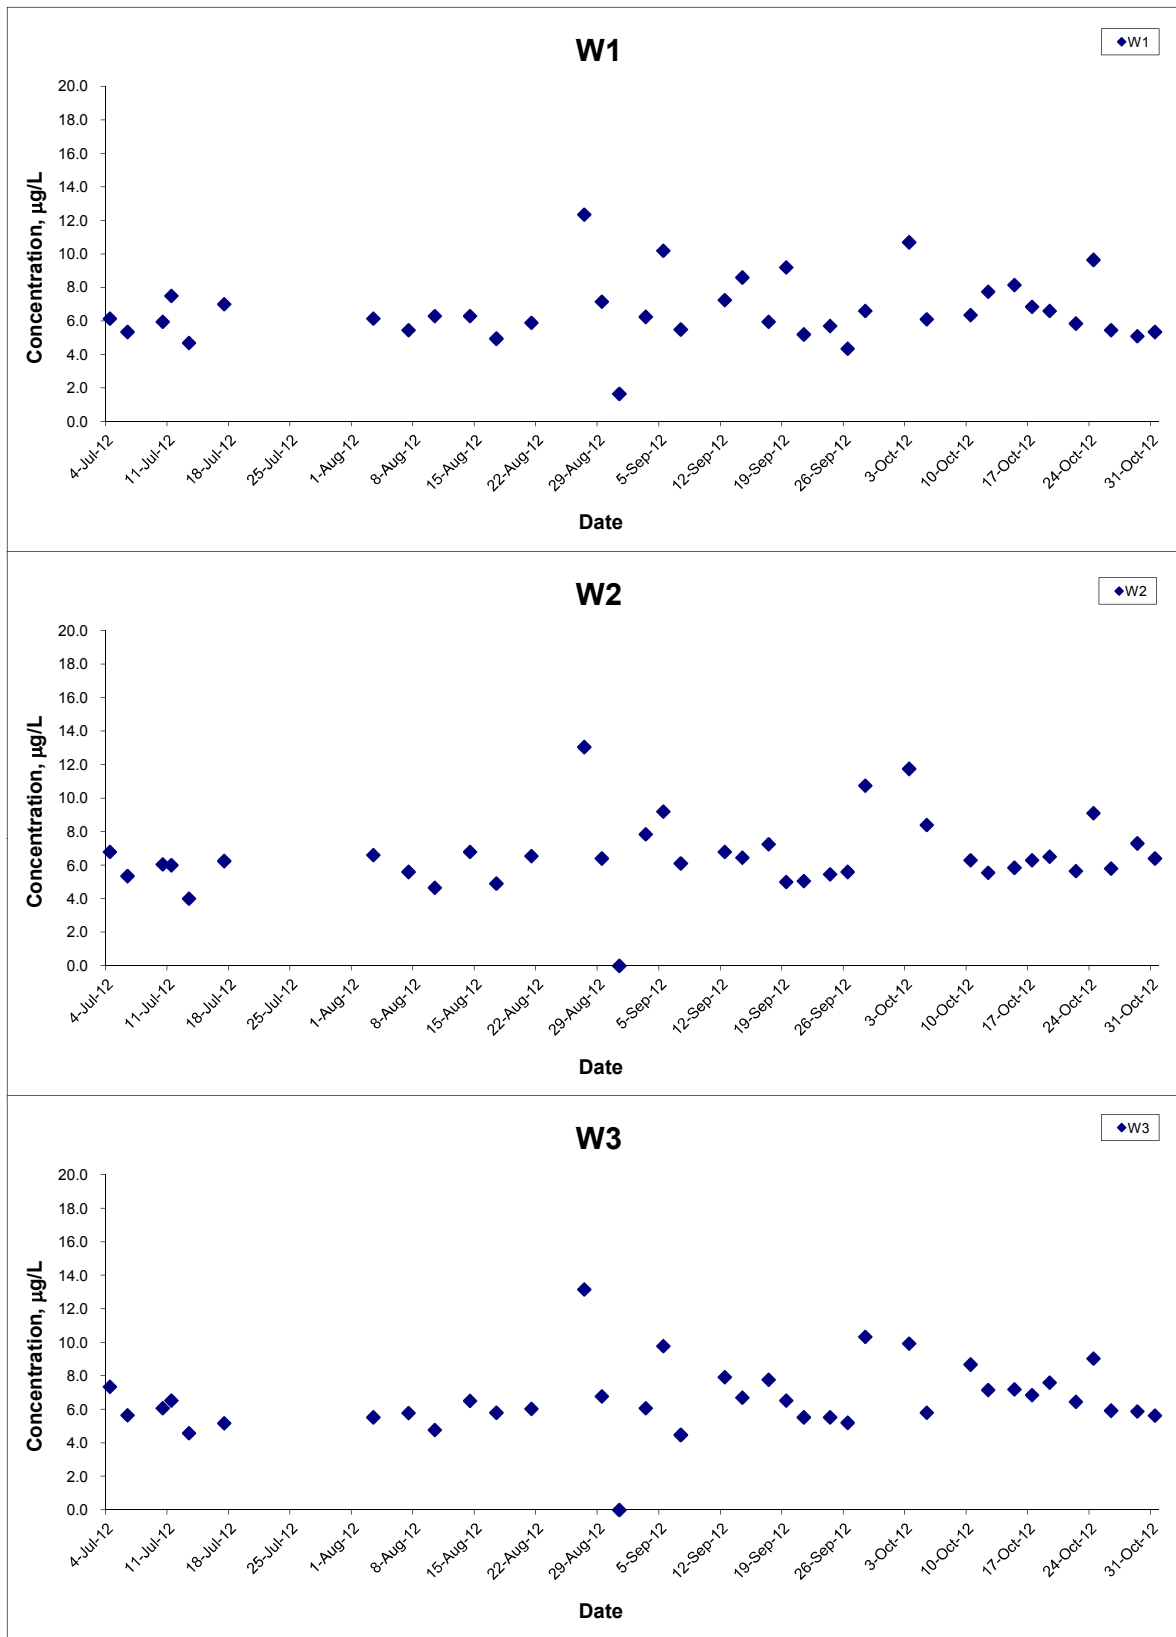 W1
W1
20.0
18.0
16.0
14.0
12.0
10.0
8.0
6.0
4.0
2.0
0.0
Concentration, µg/L
4-Jul-12
11-Jul-12
18-Jul-12
25-Jul-12
1-Aug-12
8-Aug-12
15-Aug-12
22-Aug-12
29-Aug-12
5-Sep-12
12-Sep-12
19-Sep-12
26-Sep-12
3-Oct-12
10-Oct-12
17-Oct-12
24-Oct-12
31-Oct-12
Date
W2
W2
20.0
18.0
16.0
14.0
12.0
10.0
8.0
6.0
4.0
2.0
0.0
Concentration, µg/L
4-Jul-12
11-Jul-12
18-Jul-12
25-Jul-12
1-Aug-12
8-Aug-12
15-Aug-12
22-Aug-12
29-Aug-12
5-Sep-12
12-Sep-12
19-Sep-12
26-Sep-12
3-Oct-12
10-Oct-12
17-Oct-12
24-Oct-12
31-Oct-12
Date
W3
W3
20.0
18.0
16.0
14.0
12.0
10.0
8.0
6.0
4.0
2.0
0.0
Concentration, µg/L
4-Jul-12
11-Jul-12
18-Jul-12
25-Jul-12
1-Aug-12
8-Aug-12
15-Aug-12
22-Aug-12
29-Aug-12
5-Sep-12
12-Sep-12
19-Sep-12
26-Sep-12
3-Oct-12
10-Oct-12
17-Oct-12
24-Oct-12
31-Oct-12
Date